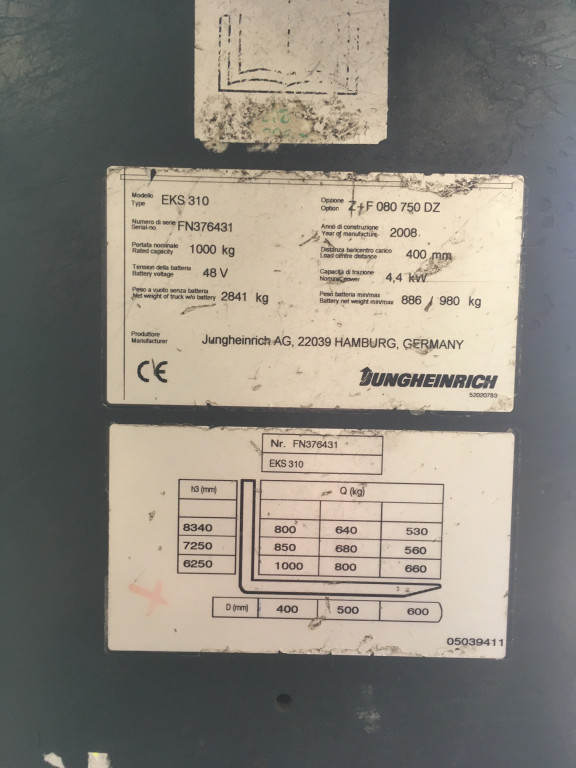 Modello
Type EKS 310
Opzione
Option Z+F 080 750 DZ
Numero di serie
Serial-no. FN376431
Anno di construzione
Year of manufacture 2008
Portata nominale
Rated capacity 1000 kg
Distanza baricentro carico
Load centre distance 400 mm
Tension della batteria
Battery voltage 48 V
Capacita di trazione
Nominal power 4,4 kW
Peso a vuoto senza batteria
Net weight of truck w/o battery 2841 kg
Peso batteria min/max
Battery net weight min/max 886 / 980 kg
Produttore
Manufacturer Jungheinrich AG, 22039 HAMBURG, GERMANY
CE
JUNGHEINRICH
52020783
Nr. FN376431
EKS 310
h3 (mm) Q (kg)
8340 800 640 530
7250 850 680 560
6250 1000 800 660
D (mm) 400 500 600
05039411